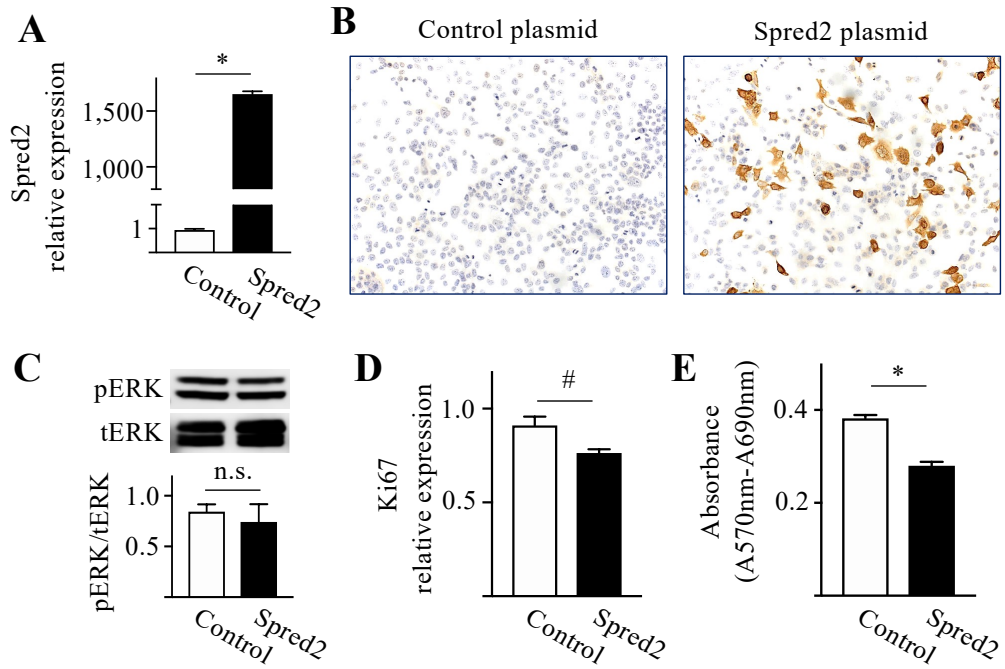 A
Spred2
relative expression
*
1,500
1,000
1
Control
Spred2
B
Control plasmid
Spred2 plasmid
C
pERK
tERK
pERK/tERK
n.s.
1.0
0.5
Control
Spred2
D
Ki67
relative expression
#
1.0
0.5
Control
Spred2
E
Absorbance
(A570nm-A690nm)
*
0.4
0.2
Control
Spred2